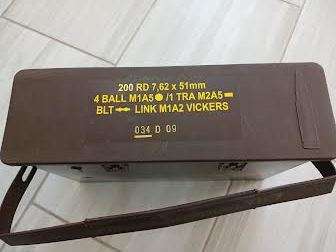 200 RD 7,62 x 51mm
4 BALL M1A5 ● /1 TRA M2A5 ▬
BLT ↔ LINK M1A2 VICKERS
034 D 09